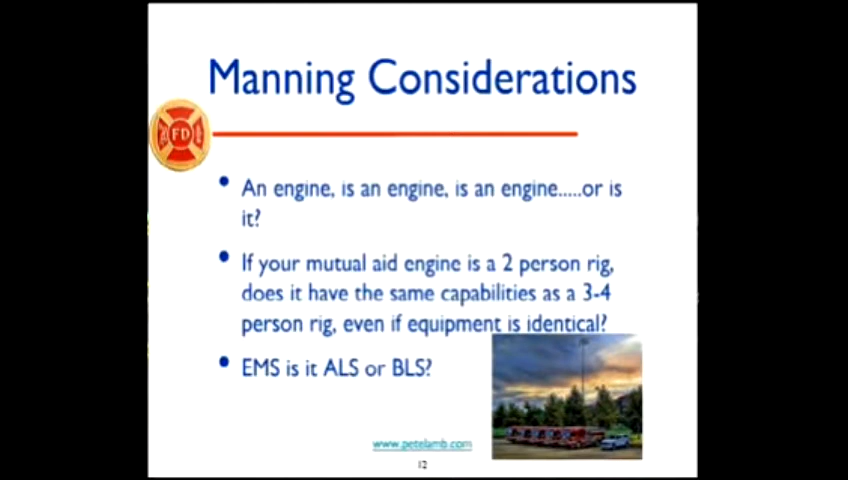 Manning Considerations
FD
• An engine, is an engine, is an engine.....or is
it?
• If your mutual aid engine is a 2 person rig,
does it have the same capabilities as a 3-4
person rig, even if equipment is identical?
• EMS is it ALS or BLS?
www.petelamb.com
12